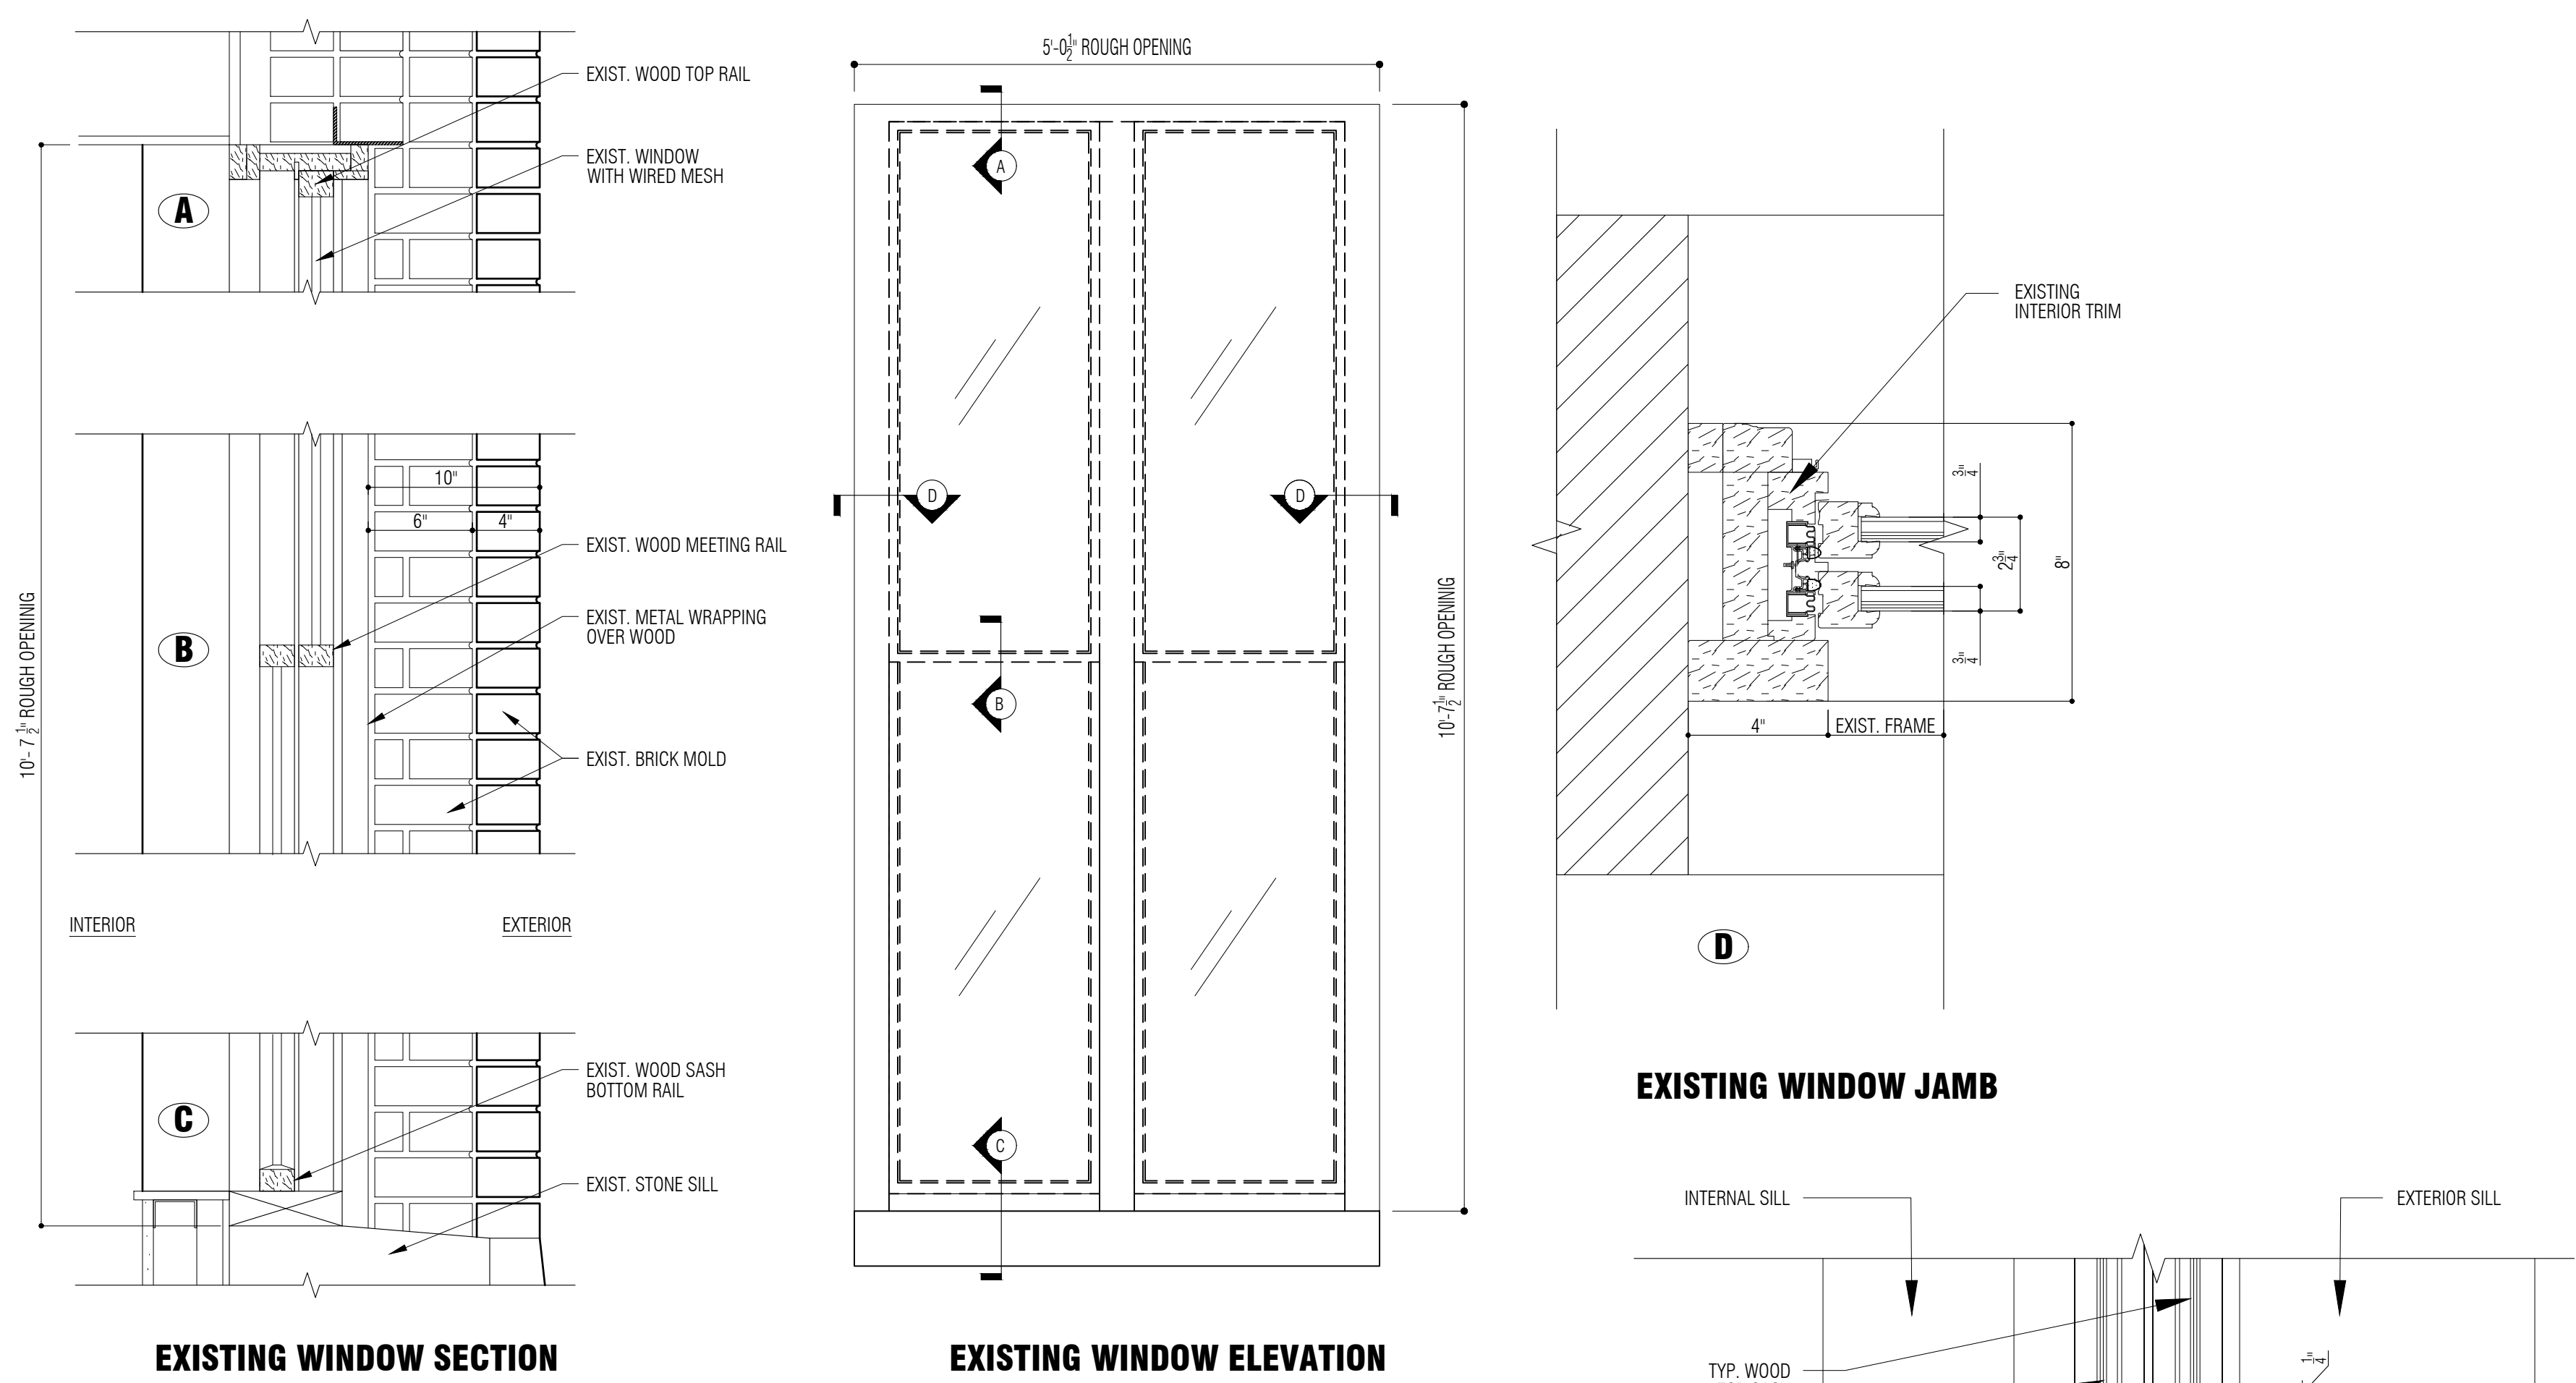 EXIST. WOOD TOP RAIL
EXIST. WINDOW
WITH WIRED MESH
A
10"
6"
4"
EXIST. WOOD MEETING RAIL
EXIST. METAL WRAPPING
OVER WOOD
B
EXIST. BRICK MOLD
10'- 7 1/2" ROUGH OPENINIG
INTERIOR
EXTERIOR
EXIST. WOOD SASH
BOTTOM RAIL
C
EXIST. STONE SILL
EXISTING WINDOW SECTION
5'-0 1/2" ROUGH OPENING
A
D
D
B
C
10'-7 1/2" ROUGH OPENINIG
EXISTING WINDOW ELEVATION
EXISTING
INTERIOR TRIM
3/4"
2 3/4"
8"
3/4"
4"
EXIST. FRAME
D
EXISTING WINDOW JAMB
INTERNAL SILL
EXTERIOR SILL
TYP. WOOD
1/4"